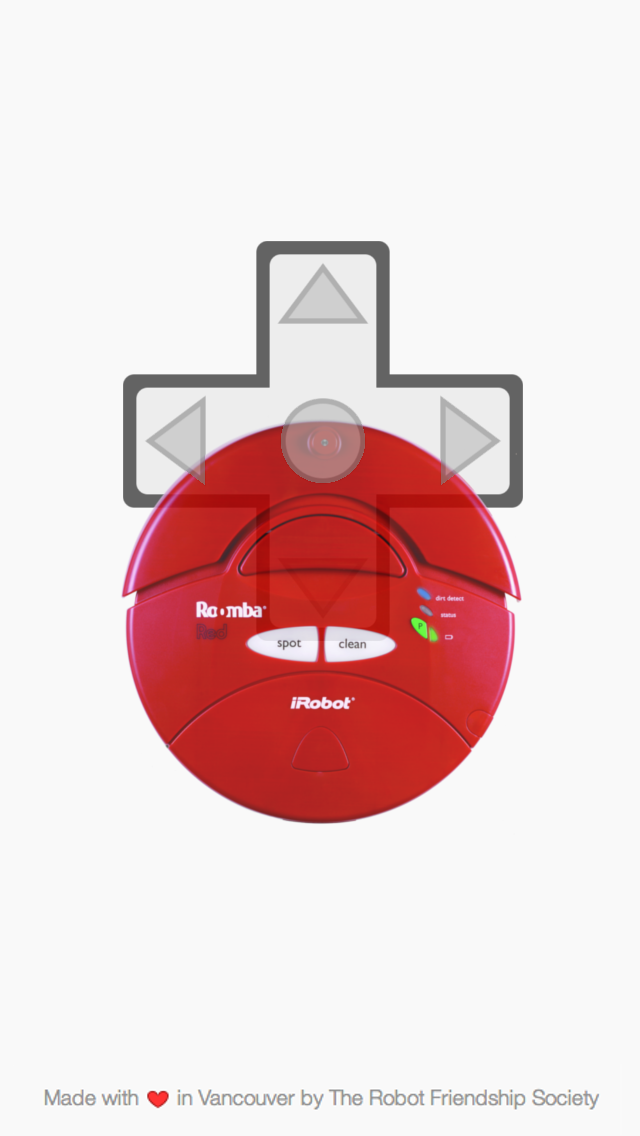 dirt detect
Roomba®
status
Red
P
spot
clean
iRobot®
Made with ❤️ in Vancouver by The Robot Friendship Society